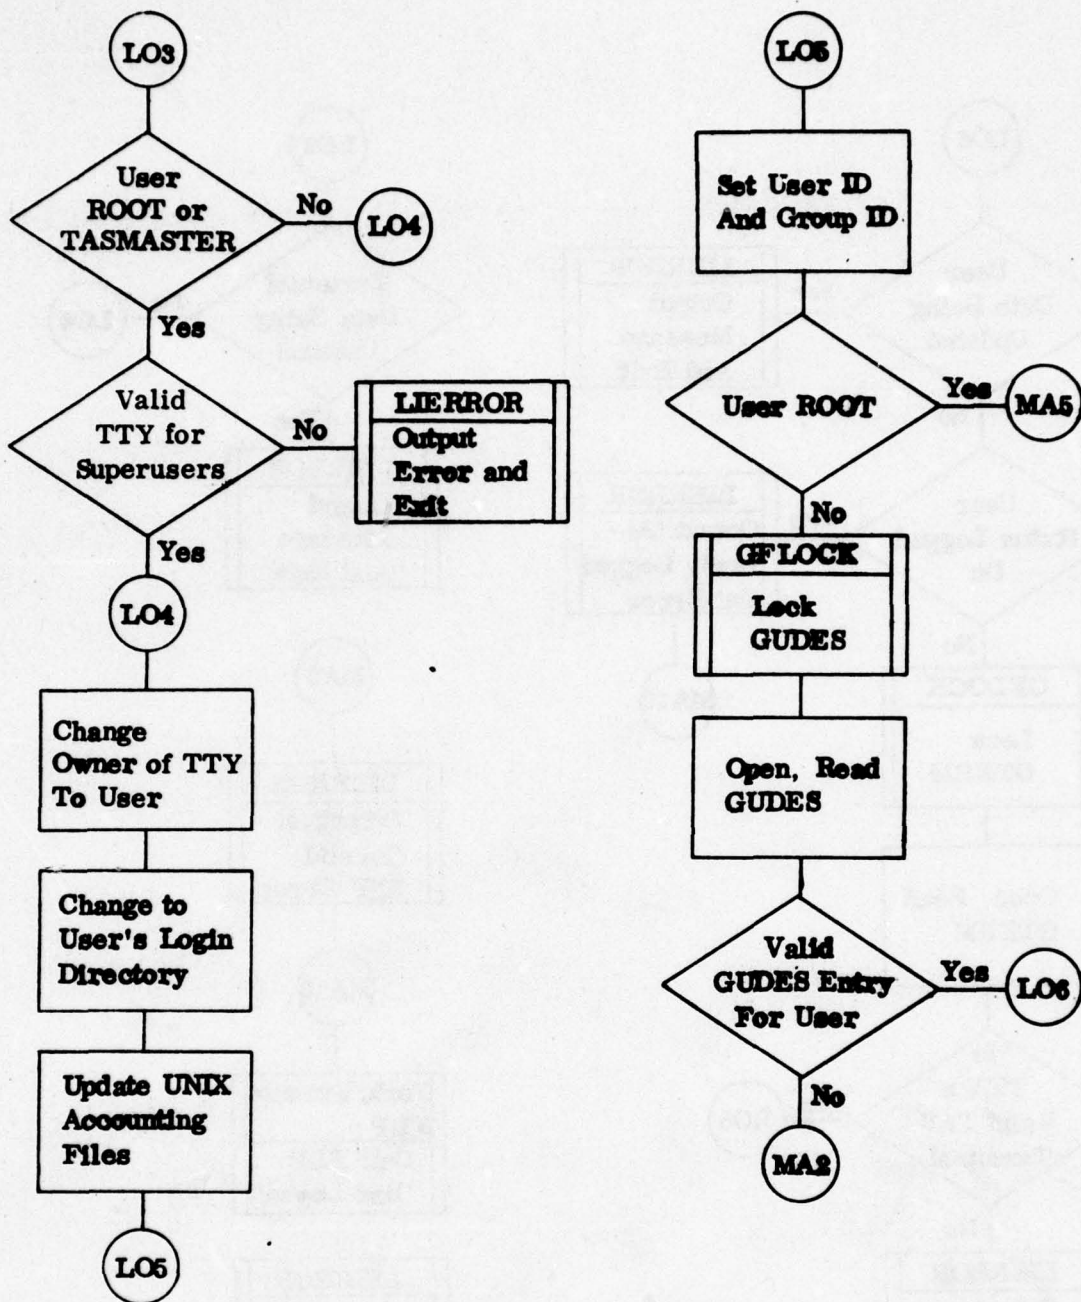 LO3
User
ROOT or
TASMASTER
No
LO4
Yes
Valid
TTY for
Superusers
No
LIERROR
Output
Error and
Exit
Yes
LO4
Change
Owner of TTY
To User
Change to
User's Login
Directory
Update UNIX
Accounting
Files
LO5
LO5
Set User ID
And Group ID
User ROOT
Yes
MA5
No
GFLOCK
Lock
GUDES
Open, Read
GUDES
Valid
GUDES Entry
For User
Yes
LO6
No
MA2